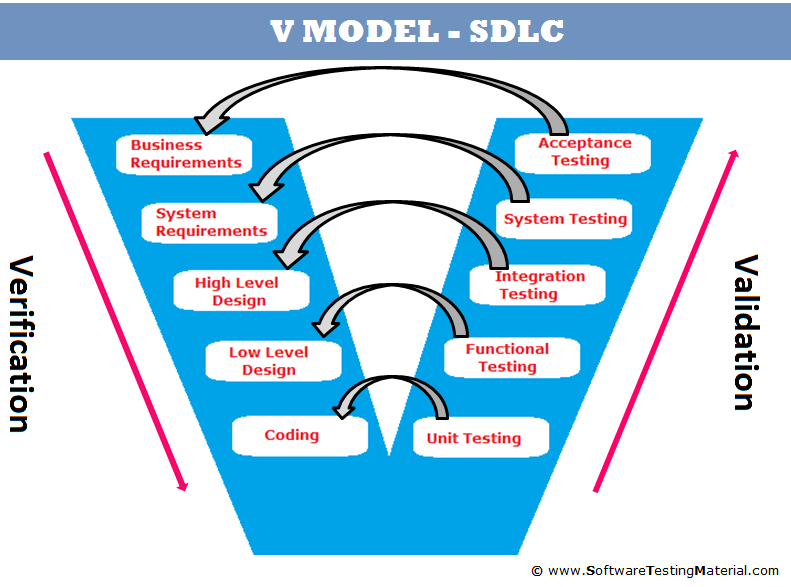 V MODEL - SDLC
Business
Requirements
Acceptance
Testing
System
Requirements
System Testing
High Level
Design
Integration
Testing
Low Level
Design
Functional
Testing
Coding
Unit Testing
Verification
Validation
© www.SoftwareTestingMaterial.com